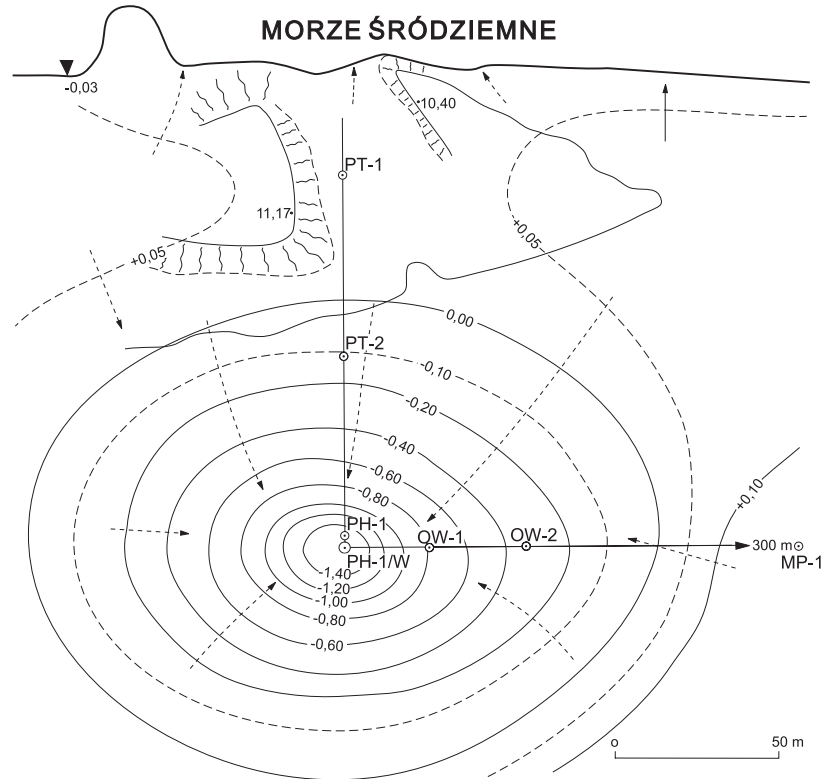 MORZE ŚRÓDZIEMNE
-0,03
10,40
PT-1
11,17
+0,05
+0,05
0,00
PT-2
-0,10
-0,20
-0,40
-0,60
-0,80
+0,10
PH-1
OW-1
OW-2
300 m
PH-1/W
MP-1
-1,40
-1,20
-1,00
-0,80
-0,60
o
50 m